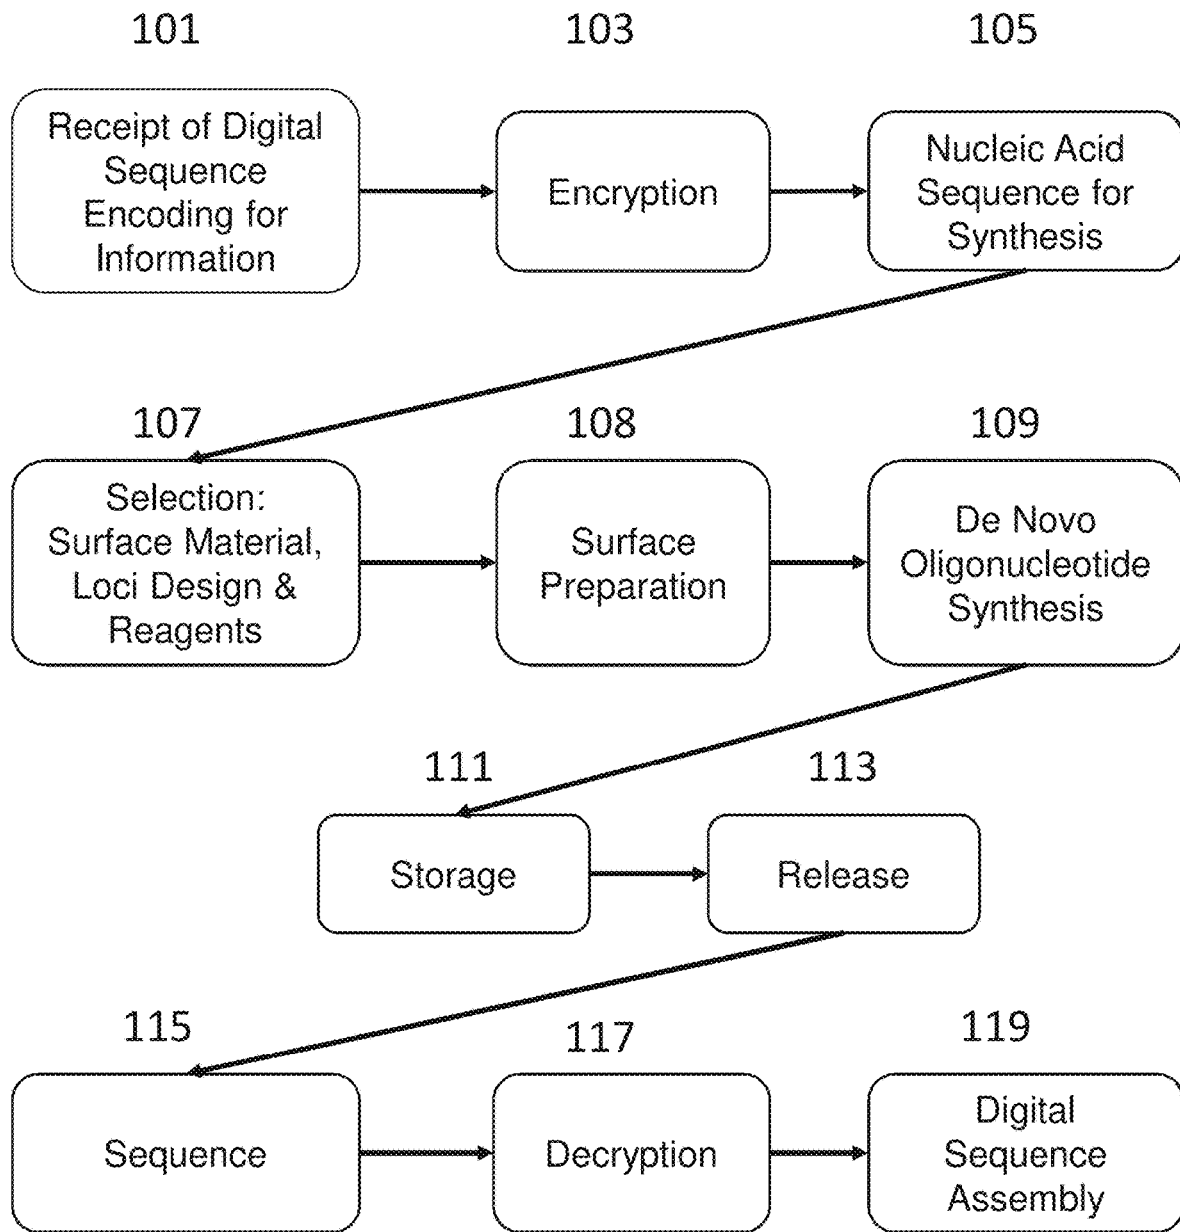 101 103 105
Receipt of Digital
Sequence
Encoding for
Information
Encryption
Nucleic Acid
Sequence for
Synthesis
107 108 109
Selection:
Surface Material,
Loci Design &
Reagents
Surface
Preparation
De Novo
Oligonucleotide
Synthesis
111 113
Storage
Release
115 117 119
Sequence
Decryption
Digital
Sequence
Assembly